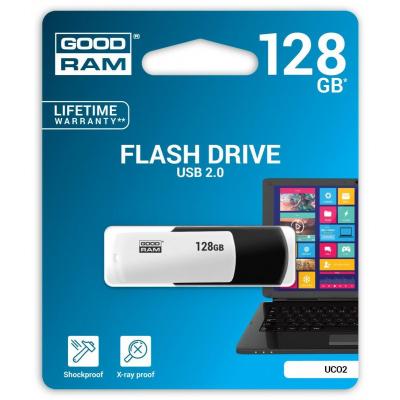 GOOD
RAM®
128
GB*
LIFETIME
WARRANTY**
FLASH DRIVE
USB 2.0
GOOD
RAM
128GB
Shockproof
X-ray proof
UCO2